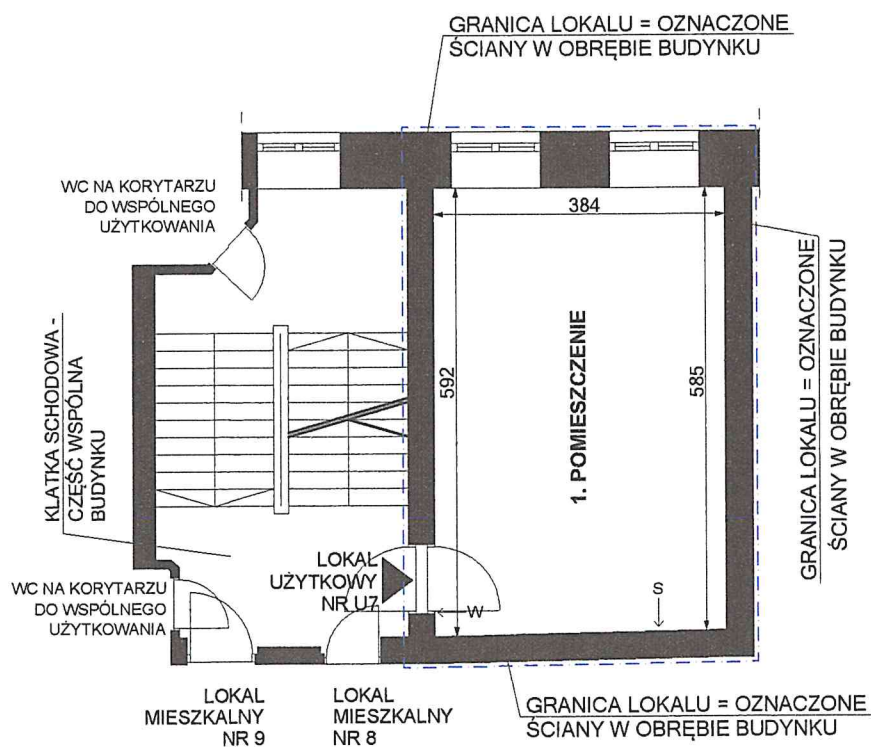 GRANICA LOKALU = OZNACZONE
ŚCIANY W OBRĘBIE BUDYNKU
WC NA KORYTARZU
DO WSPÓLNEGO
UŻYTKOWANIA
384
592
585
1. POMIESZCZENIE
GRANICA LOKALU = OZNACZONE
ŚCIANY W OBRĘBIE BUDYNKU
KLATKA SCHODOWA -
CZĘŚĆ WSPÓLNA
BUDYNKU
LOKAL
UŻYTKOWY
NR U7
W
S
WC NA KORYTARZU
DO WSPÓLNEGO
UŻYTKOWANIA
LOKAL
MIESZKALNY
NR 9
LOKAL
MIESZKALNY
NR 8
GRANICA LOKALU = OZNACZONE
ŚCIANY W OBRĘBIE BUDYNKU